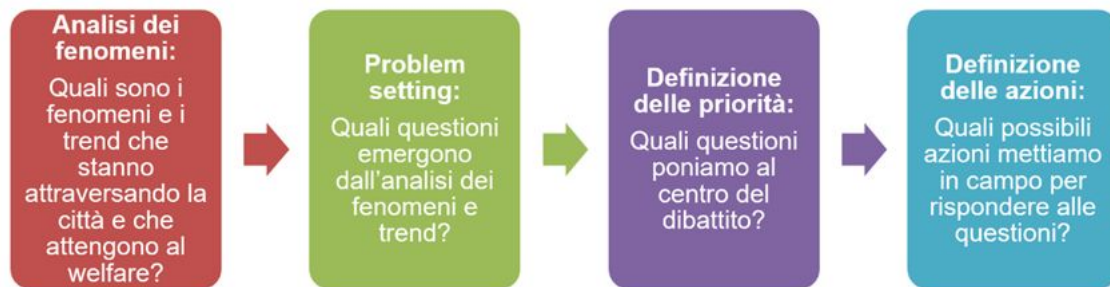 Analisi dei
fenomeni:
Quali sono i
fenomeni e i
trend che
stanno
attraversando la
città e che
attengono al
welfare?
Problem
setting:
Quali questioni
emergono
dall'analisi dei
fenomeni e
trend?
Definizione
delle priorità:
Quali questioni
poniamo al
centro del
dibattito?
Definizione
delle azioni:
Quali possibili
azioni mettiamo
in campo per
rispondere alle
questioni?